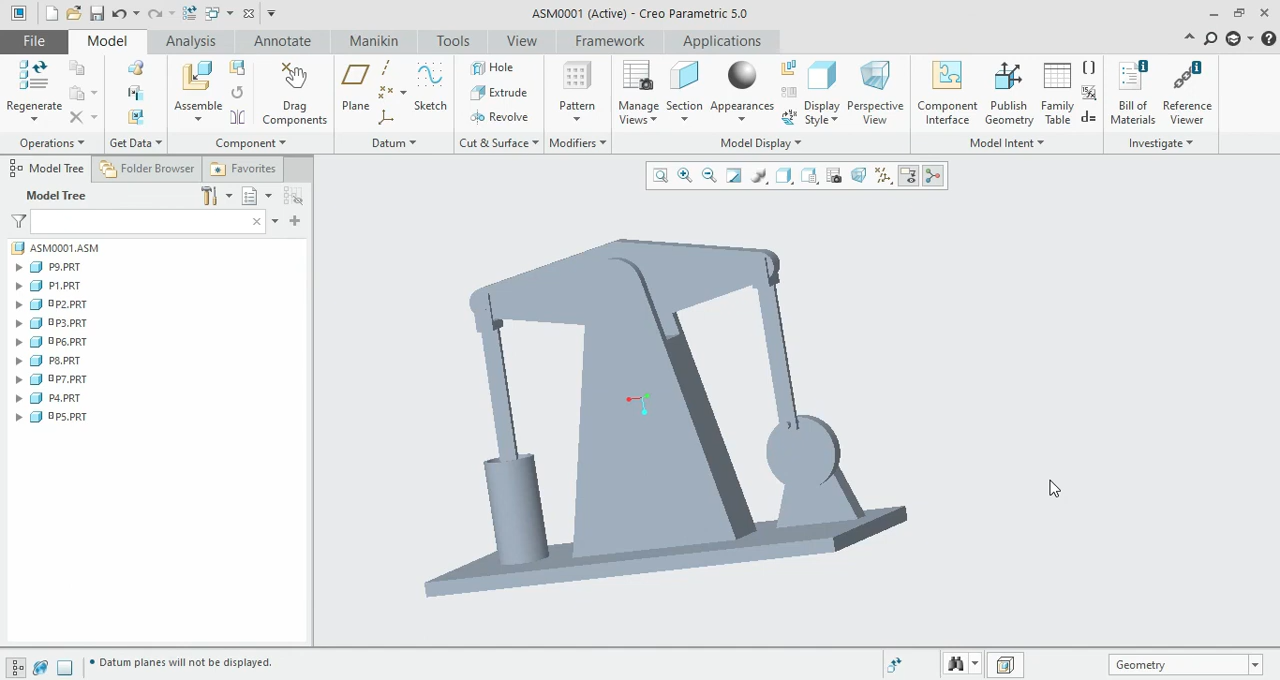 ASM0001 (Active) - Creo Parametric 5.0
File Model Analysis Annotate Manikin Tools View Framework Applications
Regenerate
Operations
Get Data
Assemble
Drag Components
Component
Plane
Sketch
Datum
Hole
Extrude
Revolve
Cut & Surface
Pattern
Modifiers
Manage Views
Section
Appearances
Display Style
Perspective View
Model Display
Component Interface
Publish Geometry
Family Table
d=
Model Intent
Bill of Materials
Reference Viewer
Investigate
Model Tree Folder Browser Favorites
Model Tree
ASM0001.ASM
P9.PRT
P1.PRT
P2.PRT
P3.PRT
P6.PRT
P8.PRT
P7.PRT
P4.PRT
P5.PRT
• Datum planes will not be displayed.
Geometry